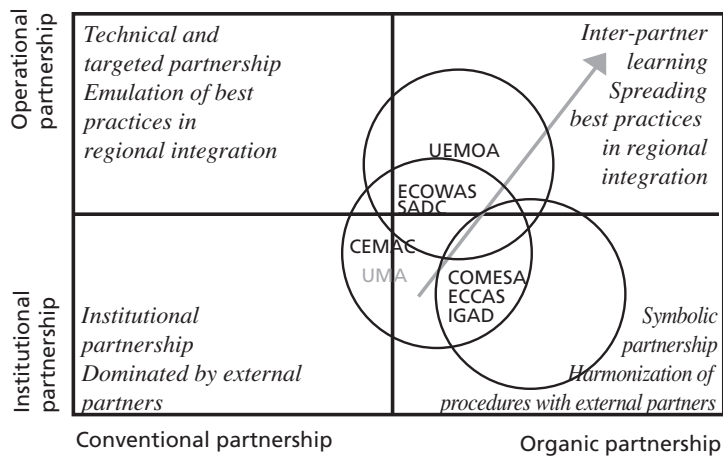 Operational
partnership
Technical and
targeted partnership
Emulation of best
practices in
regional integration
Inter-partner
learning
Spreading
best practices
in regional
integration
UEMOA
ECOWAS
SADC
CEMAC
UMA
COMESA
ECCAS
IGAD
Institutional
partnership
Institutional
partnership
Dominated by external
partners
Symbolic
partnership
Harmonization of
procedures with external partners
Conventional partnership
Organic partnership